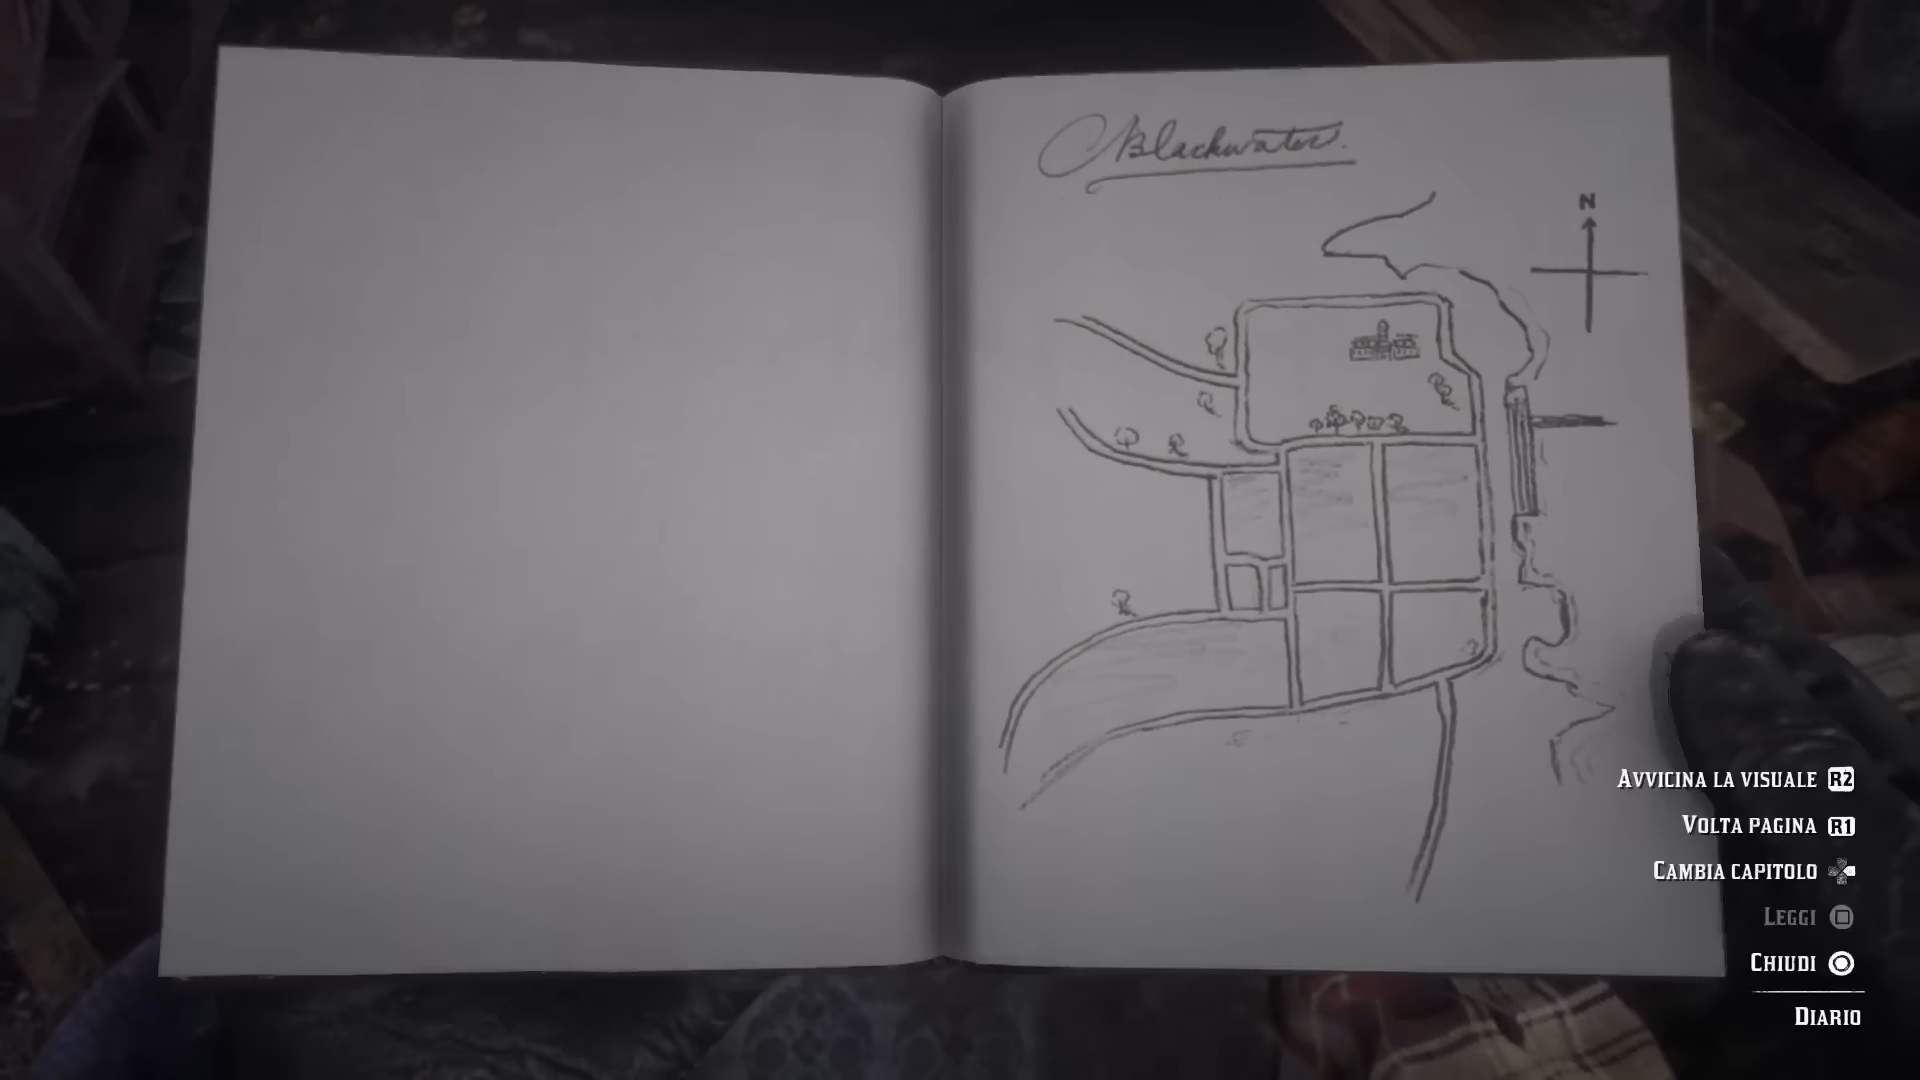 Blackwater.
N
AVVICINA LA VISUALE R2
VOLTA PAGINA R1
CAMBIA CAPITOLO
LEGGI
CHIUDI
DIARIO